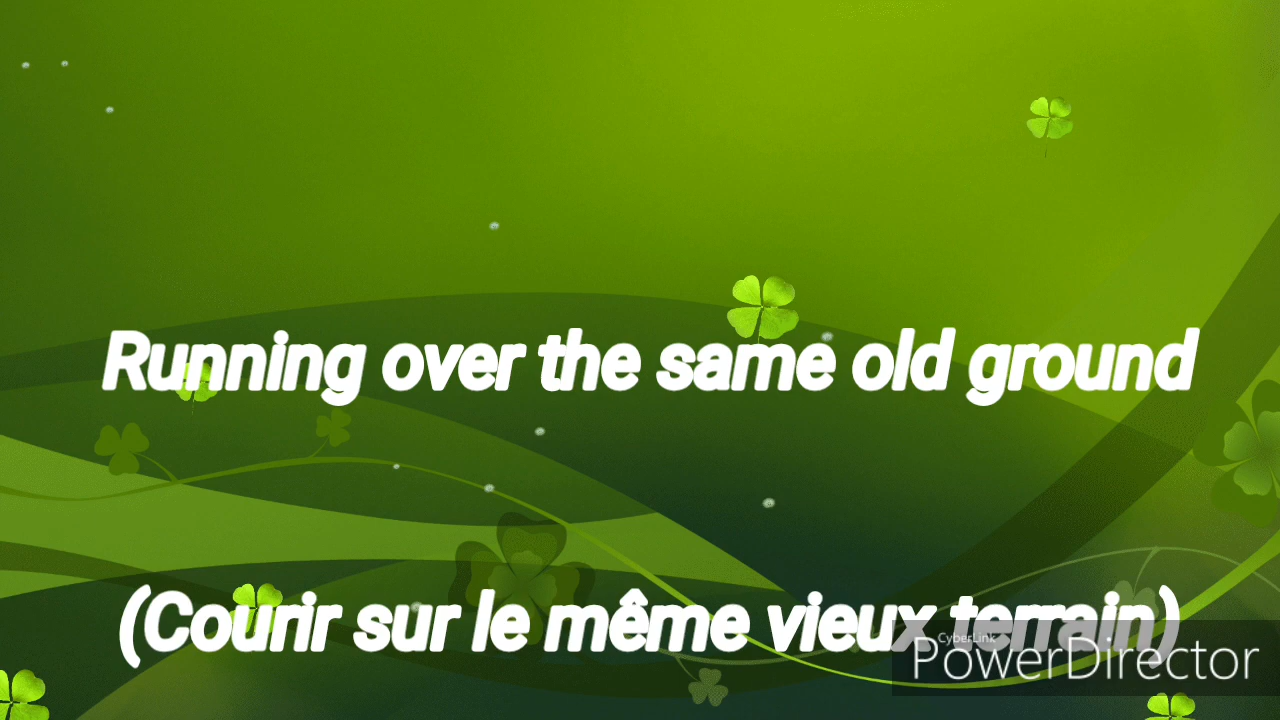 Running over the same old ground
(Courir sur le même vieux terrain)
CyberLink
PowerDirector